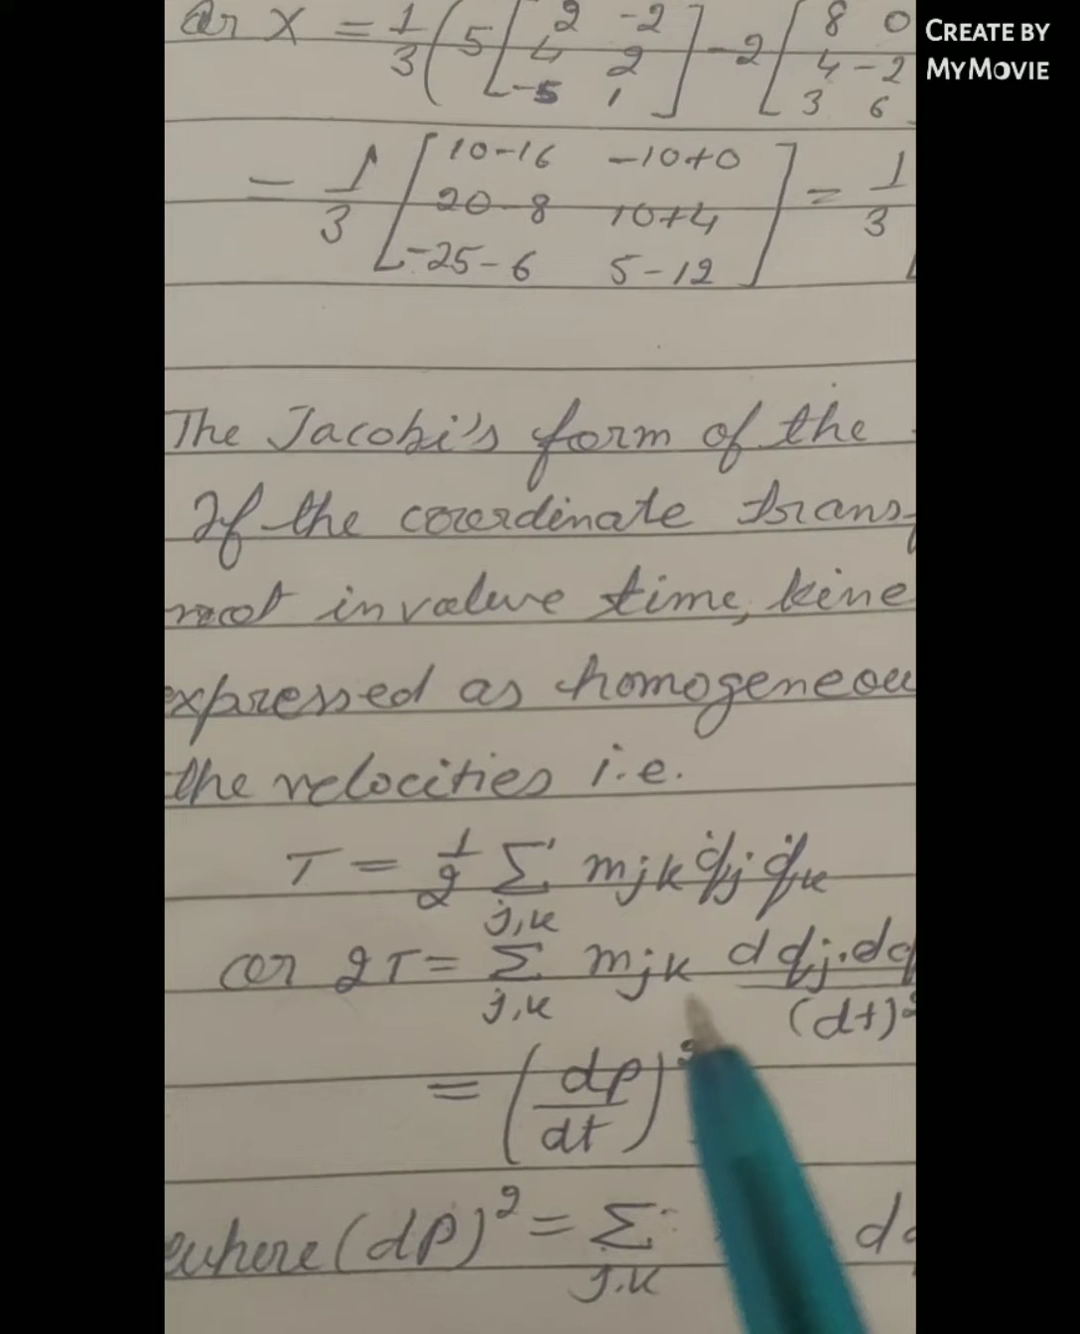 CREATE BY
MYMOVIE
or X = 1/3 ( 5 [ 2 -2 ; 4 2 ; -5 1 ] - 2 [ 8 0 ; 4 -2 ; 3 6
= 1/3 [ 10-16 -10+0 ; 20-8 10+4 ; -25-6 5-12 ] = 1/3 [
The Jacobi's form of the
If the coordinate trans-
not involve time, kine
expressed as homogeneou
the velocities i.e.
T = 1/2 Σ j,k mjk q̇j q̇k
or 2T = Σ j,k mjk dqj.dq/(dt)²
= (dρ/dt)²
where (dρ)² = Σ j.k d